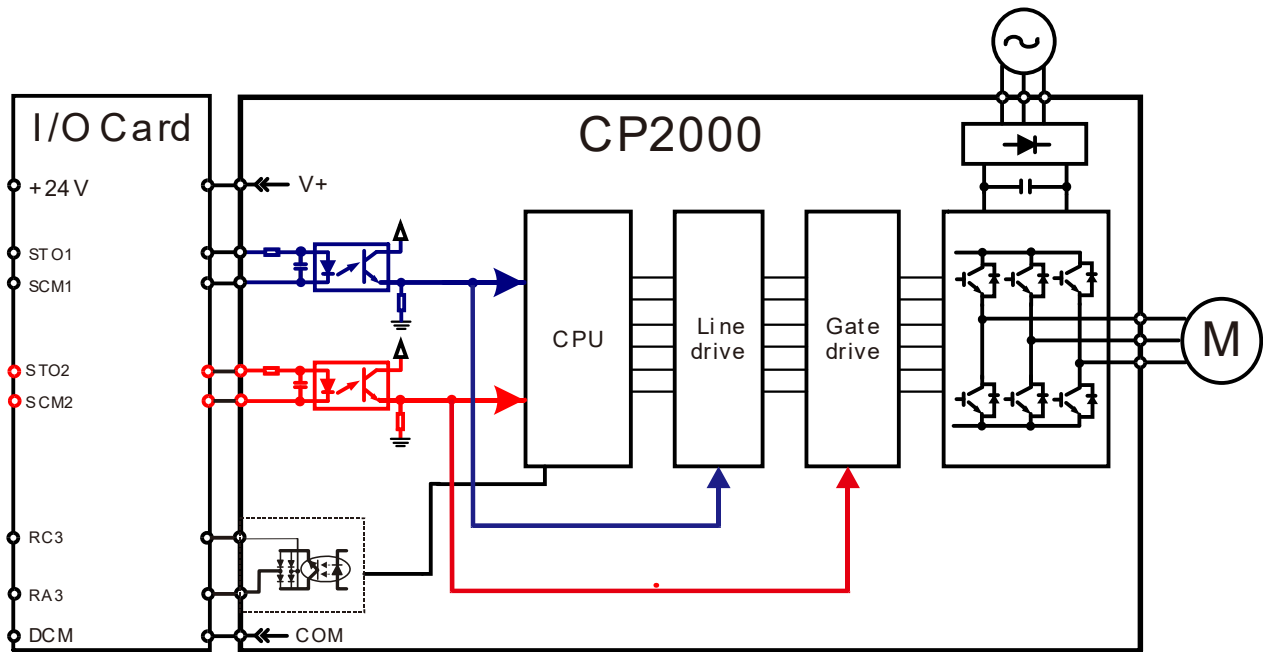 I/O Card
CP2000
+24V
V+
STO1
SCM1
STO2
SCM2
CPU
Line
drive
Gate
drive
M
RC3
RA3
DCM
COM